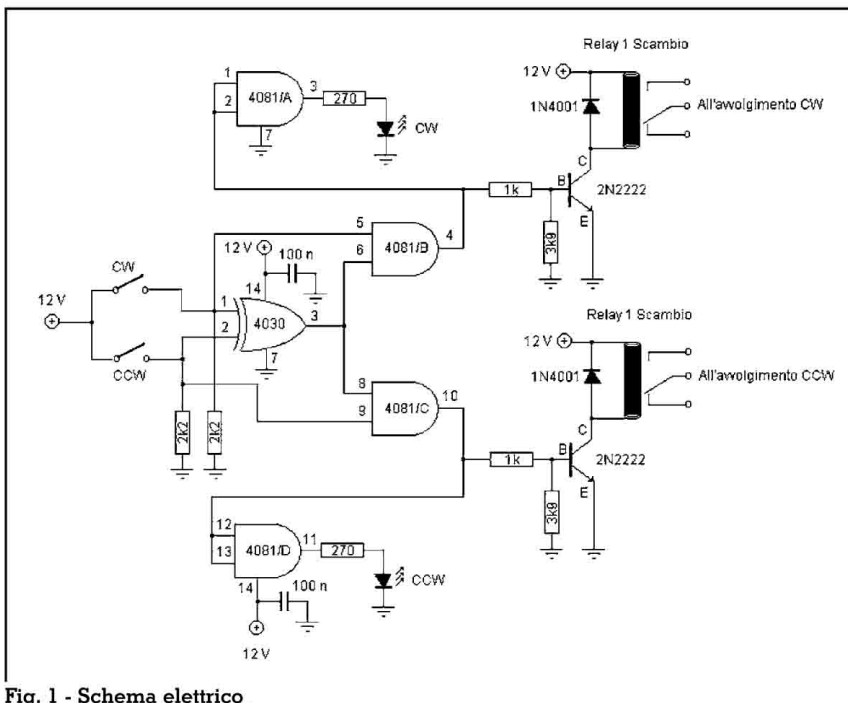 Relay 1 Scambio
12 V
1N4001
All'avvolgimento CW
C
B
2N2222
E
1
2
4081/A
3
270
7
CW
1k
3k9
5
6
4081/B
4
12 V
100 n
14
CW
12 V
1
2
4030
3
7
CCW
2k2
2k2
8
9
4081/C
10
Relay 1 Scambio
12 V
1N4001
All'avvolgimento CCW
C
B
2N2222
E
1k
3k9
12
13
4081/D
11
270
14
100 n
CCW
12 V
Fig. 1 - Schema elettrico